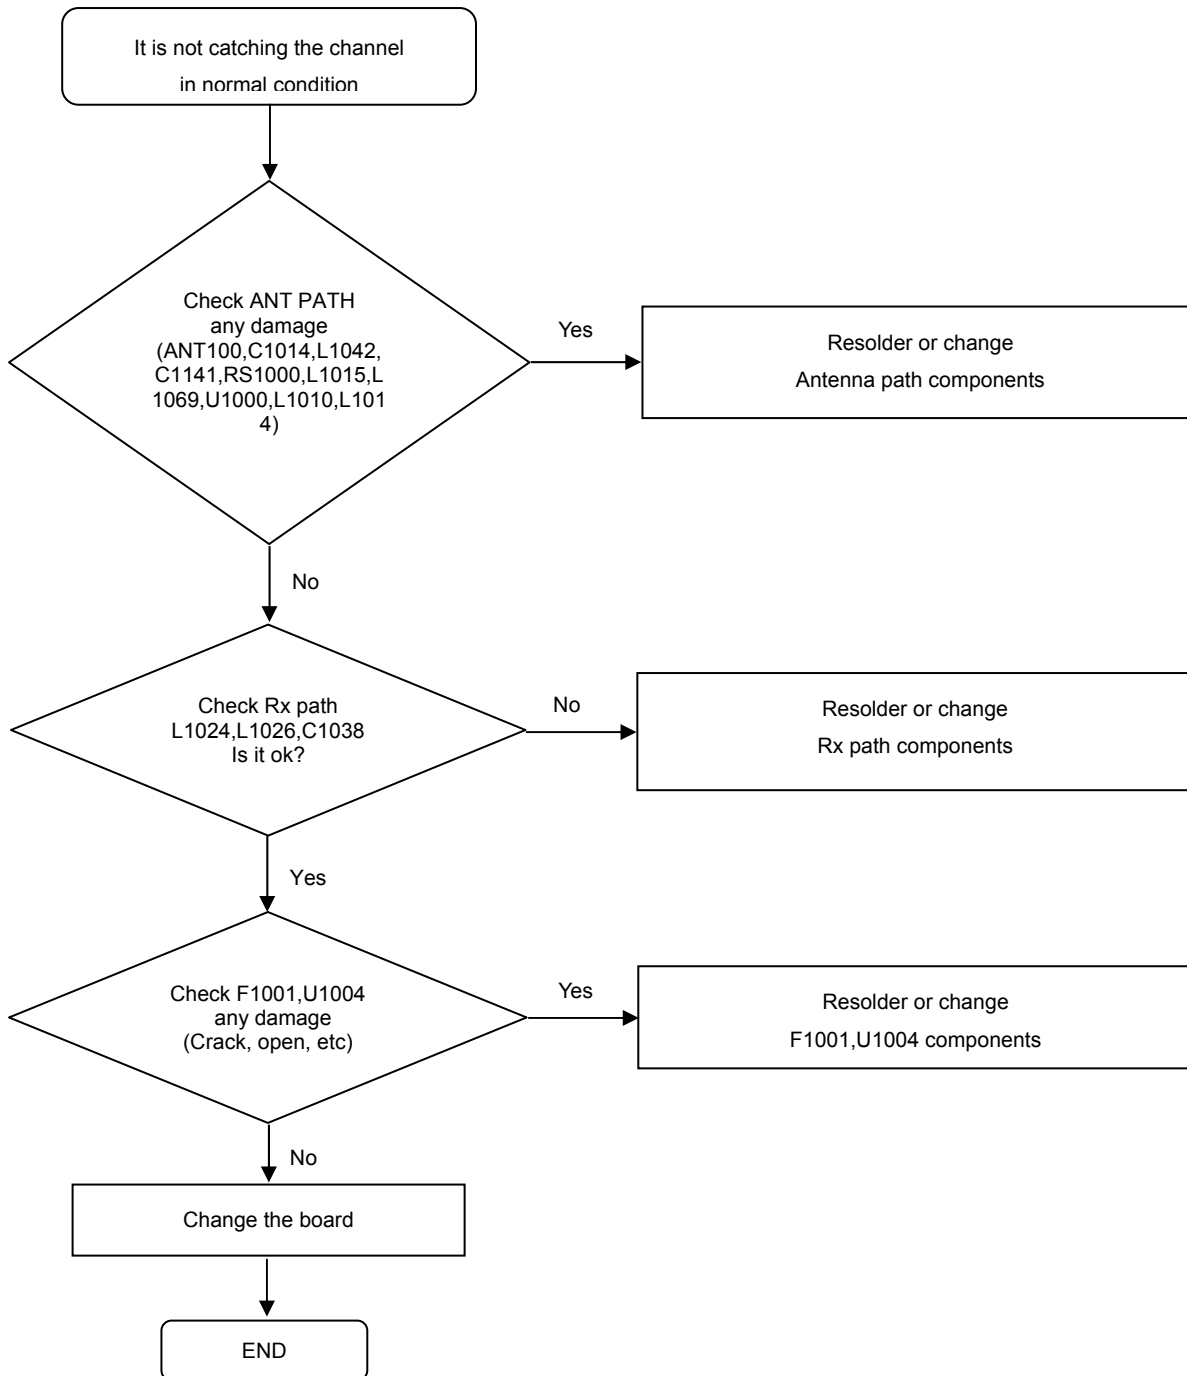 It is not catching the channel
in normal condition
Check ANT PATH
any damage
(ANT100,C1014,L1042,
C1141,RS1000,L1015,L
1069,U1000,L1010,L101
4)
Yes
Resolder or change
Antenna path components
No
Check Rx path
L1024,L1026,C1038
Is it ok?
No
Resolder or change
Rx path components
Yes
Check F1001,U1004
any damage
(Crack, open, etc)
Yes
Resolder or change
F1001,U1004 components
No
Change the board
END